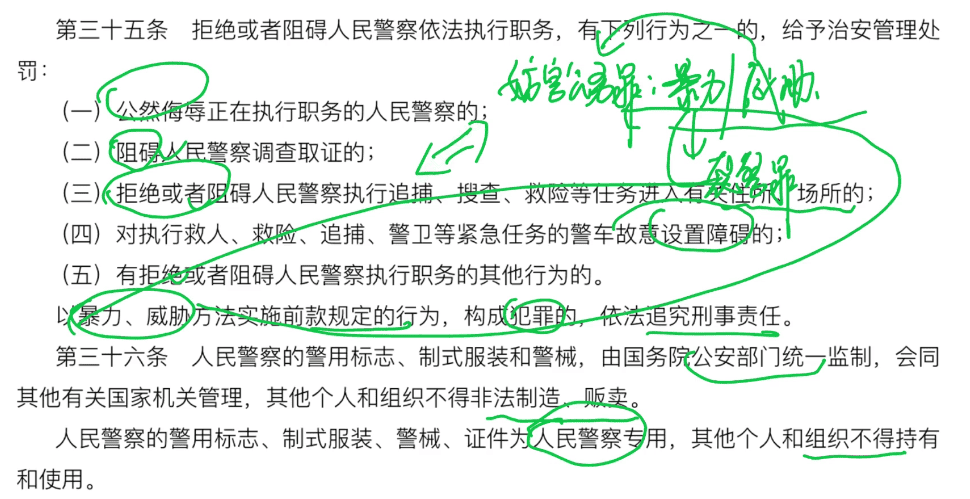 第三十五条　拒绝或者阻碍人民警察依法执行职务，有下列行为之一的，给予治安管理处
罚：
妨害公务罪：暴力/威胁
（一）公然侮辱正在执行职务的人民警察的；
（二）阻碍人民警察调查取证的；
袭警罪
（三）拒绝或者阻碍人民警察执行追捕、搜查、救险等任务进入有关住所、场所的；
（四）对执行救人、救险、追捕、警卫等紧急任务的警车故意设置障碍的；
（五）有拒绝或者阻碍人民警察执行职务的其他行为的。
以暴力、威胁方法实施前款规定的行为，构成犯罪的，依法追究刑事责任。
第三十六条　人民警察的警用标志、制式服装和警械，由国务院公安部门统一监制，会同
其他有关国家机关管理，其他个人和组织不得非法制造、贩卖。
人民警察的警用标志、制式服装、警械、证件为人民警察专用，其他个人和组织不得持有
和使用。